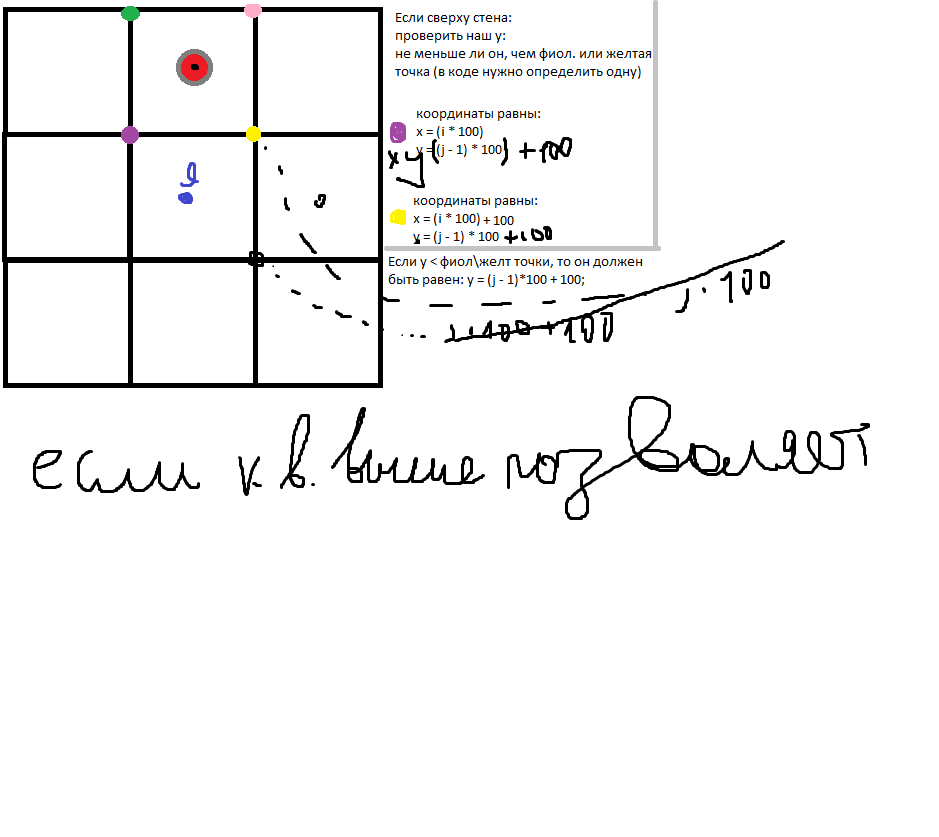 Если сверху стена:
проверить наш y:
не меньше ли он, чем фиол. или желтая
точка (в коде нужно определить одну)
координаты равны:
x = (i * 100)
y = (j - 1) * 100) + 100
xy
координаты равны:
x = (i * 100) + 100
y = (j - 1) * 100 + 100
Если y < фиол\желт точки, то он должен
быть равен: y = (j - 1)*100 + 100;
j · 100
j · 100 + 100
если к.в. выше позволяет